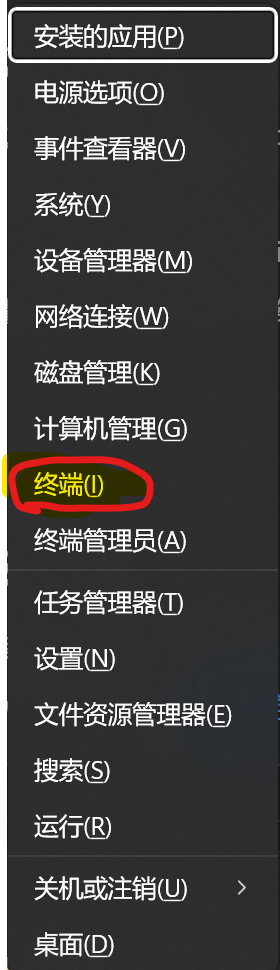 安装的应用(P)
电源选项(O)
事件查看器(V)
系统(Y)
设备管理器(M)
网络连接(W)
磁盘管理(K)
计算机管理(G)
终端(I)
终端管理员(A)
任务管理器(T)
设置(N)
文件资源管理器(E)
搜索(S)
运行(R)
关机或注销(U)
桌面(D)